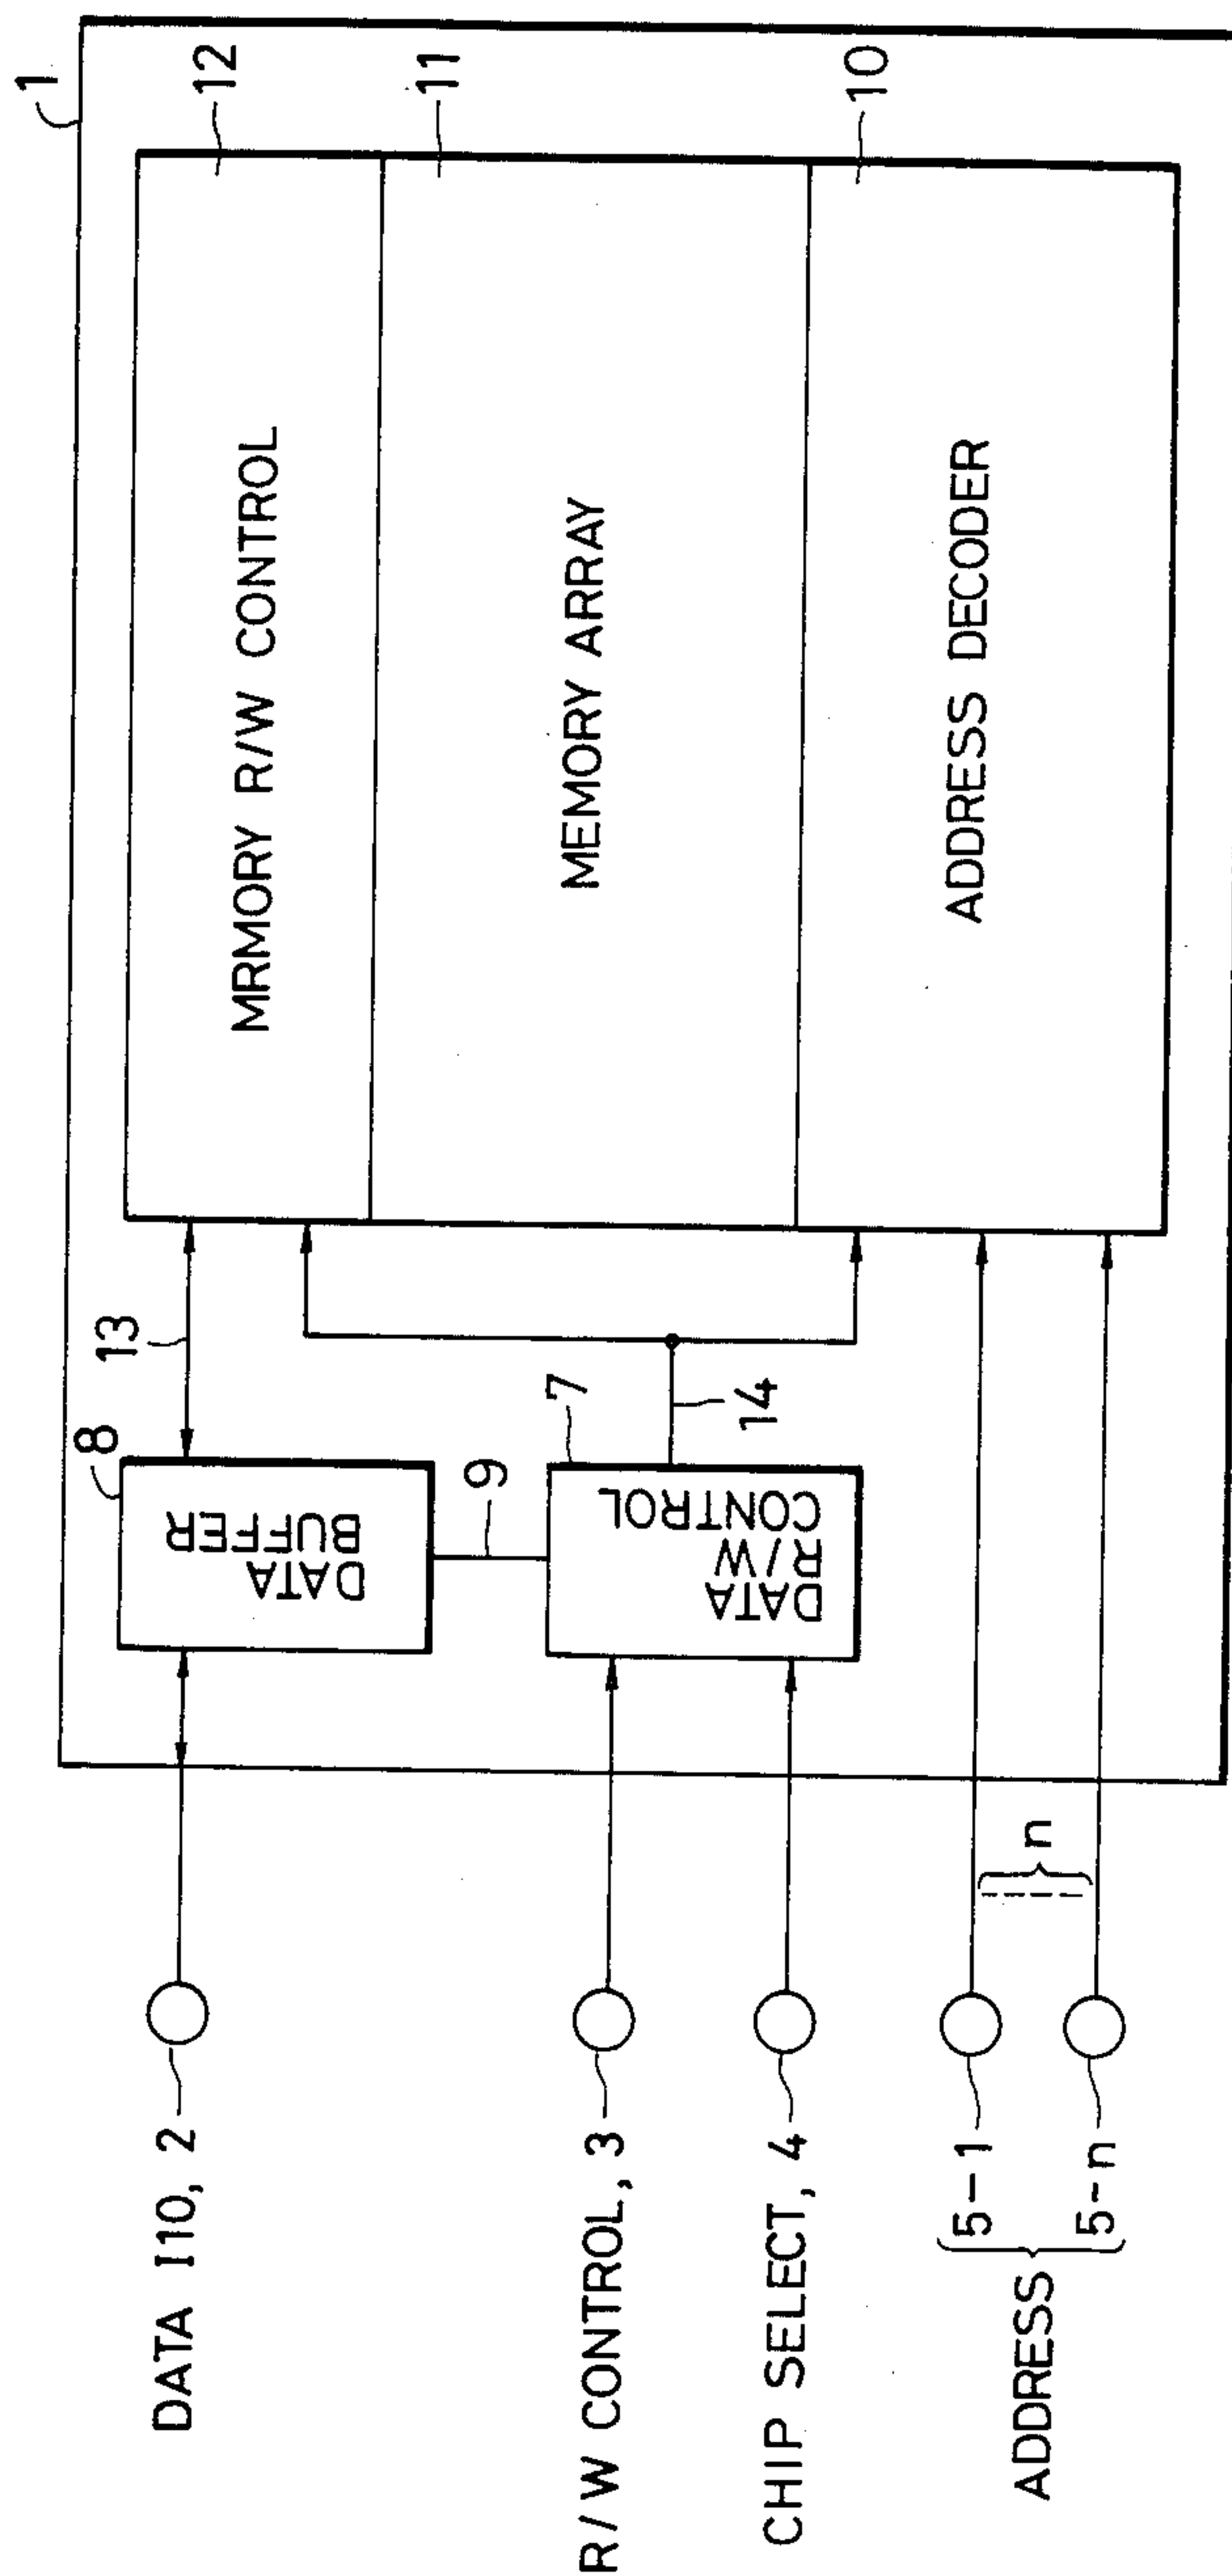 1
12
11
10
MRMORY R/W CONTROL
MEMORY ARRAY
ADDRESS DECODER
13
8
DATA
BUFFER
9
7
DATA
R/W
CONTROL
14
n
DATA I10, 2
R/W CONTROL, 3
CHIP SELECT, 4
ADDRESS
5-1
5-n